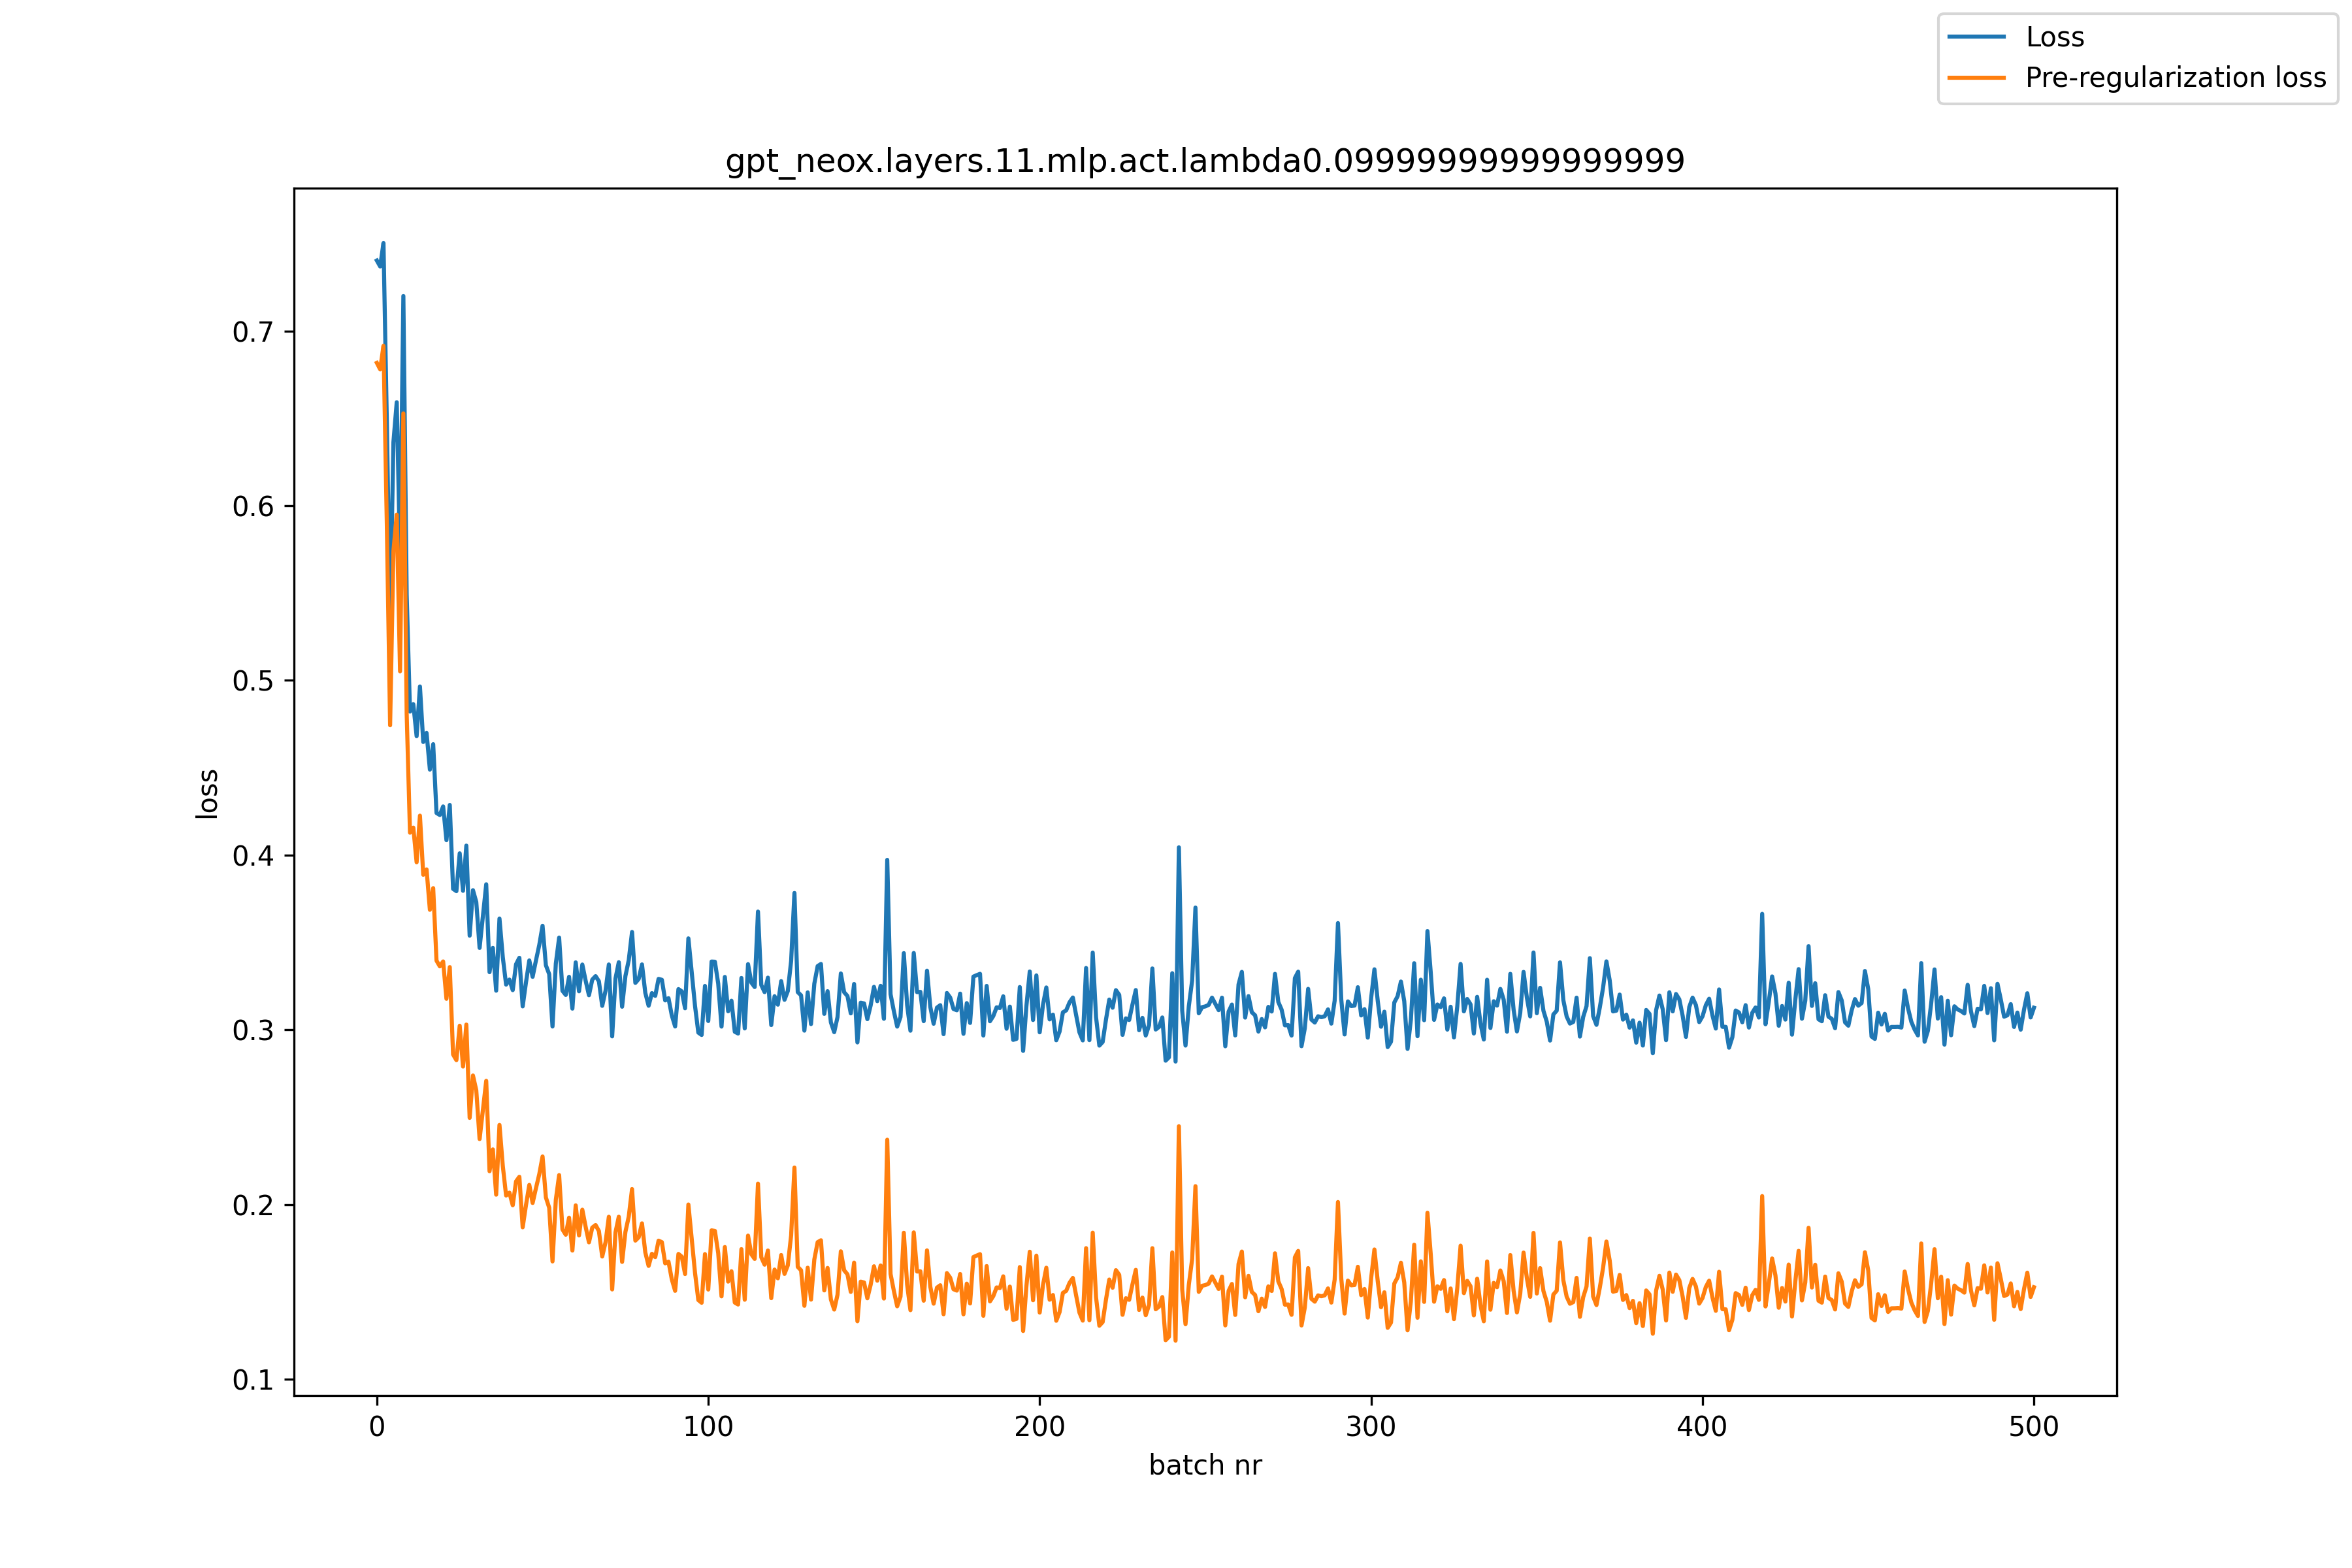 Loss
Pre-regularization loss
gpt_neox.layers.11.mlp.act.lambda0.09999999999999999
0.7
0.6
0.5
0.4
0.3
0.2
0.1
loss
0 100 200 300 400 500
batch nr